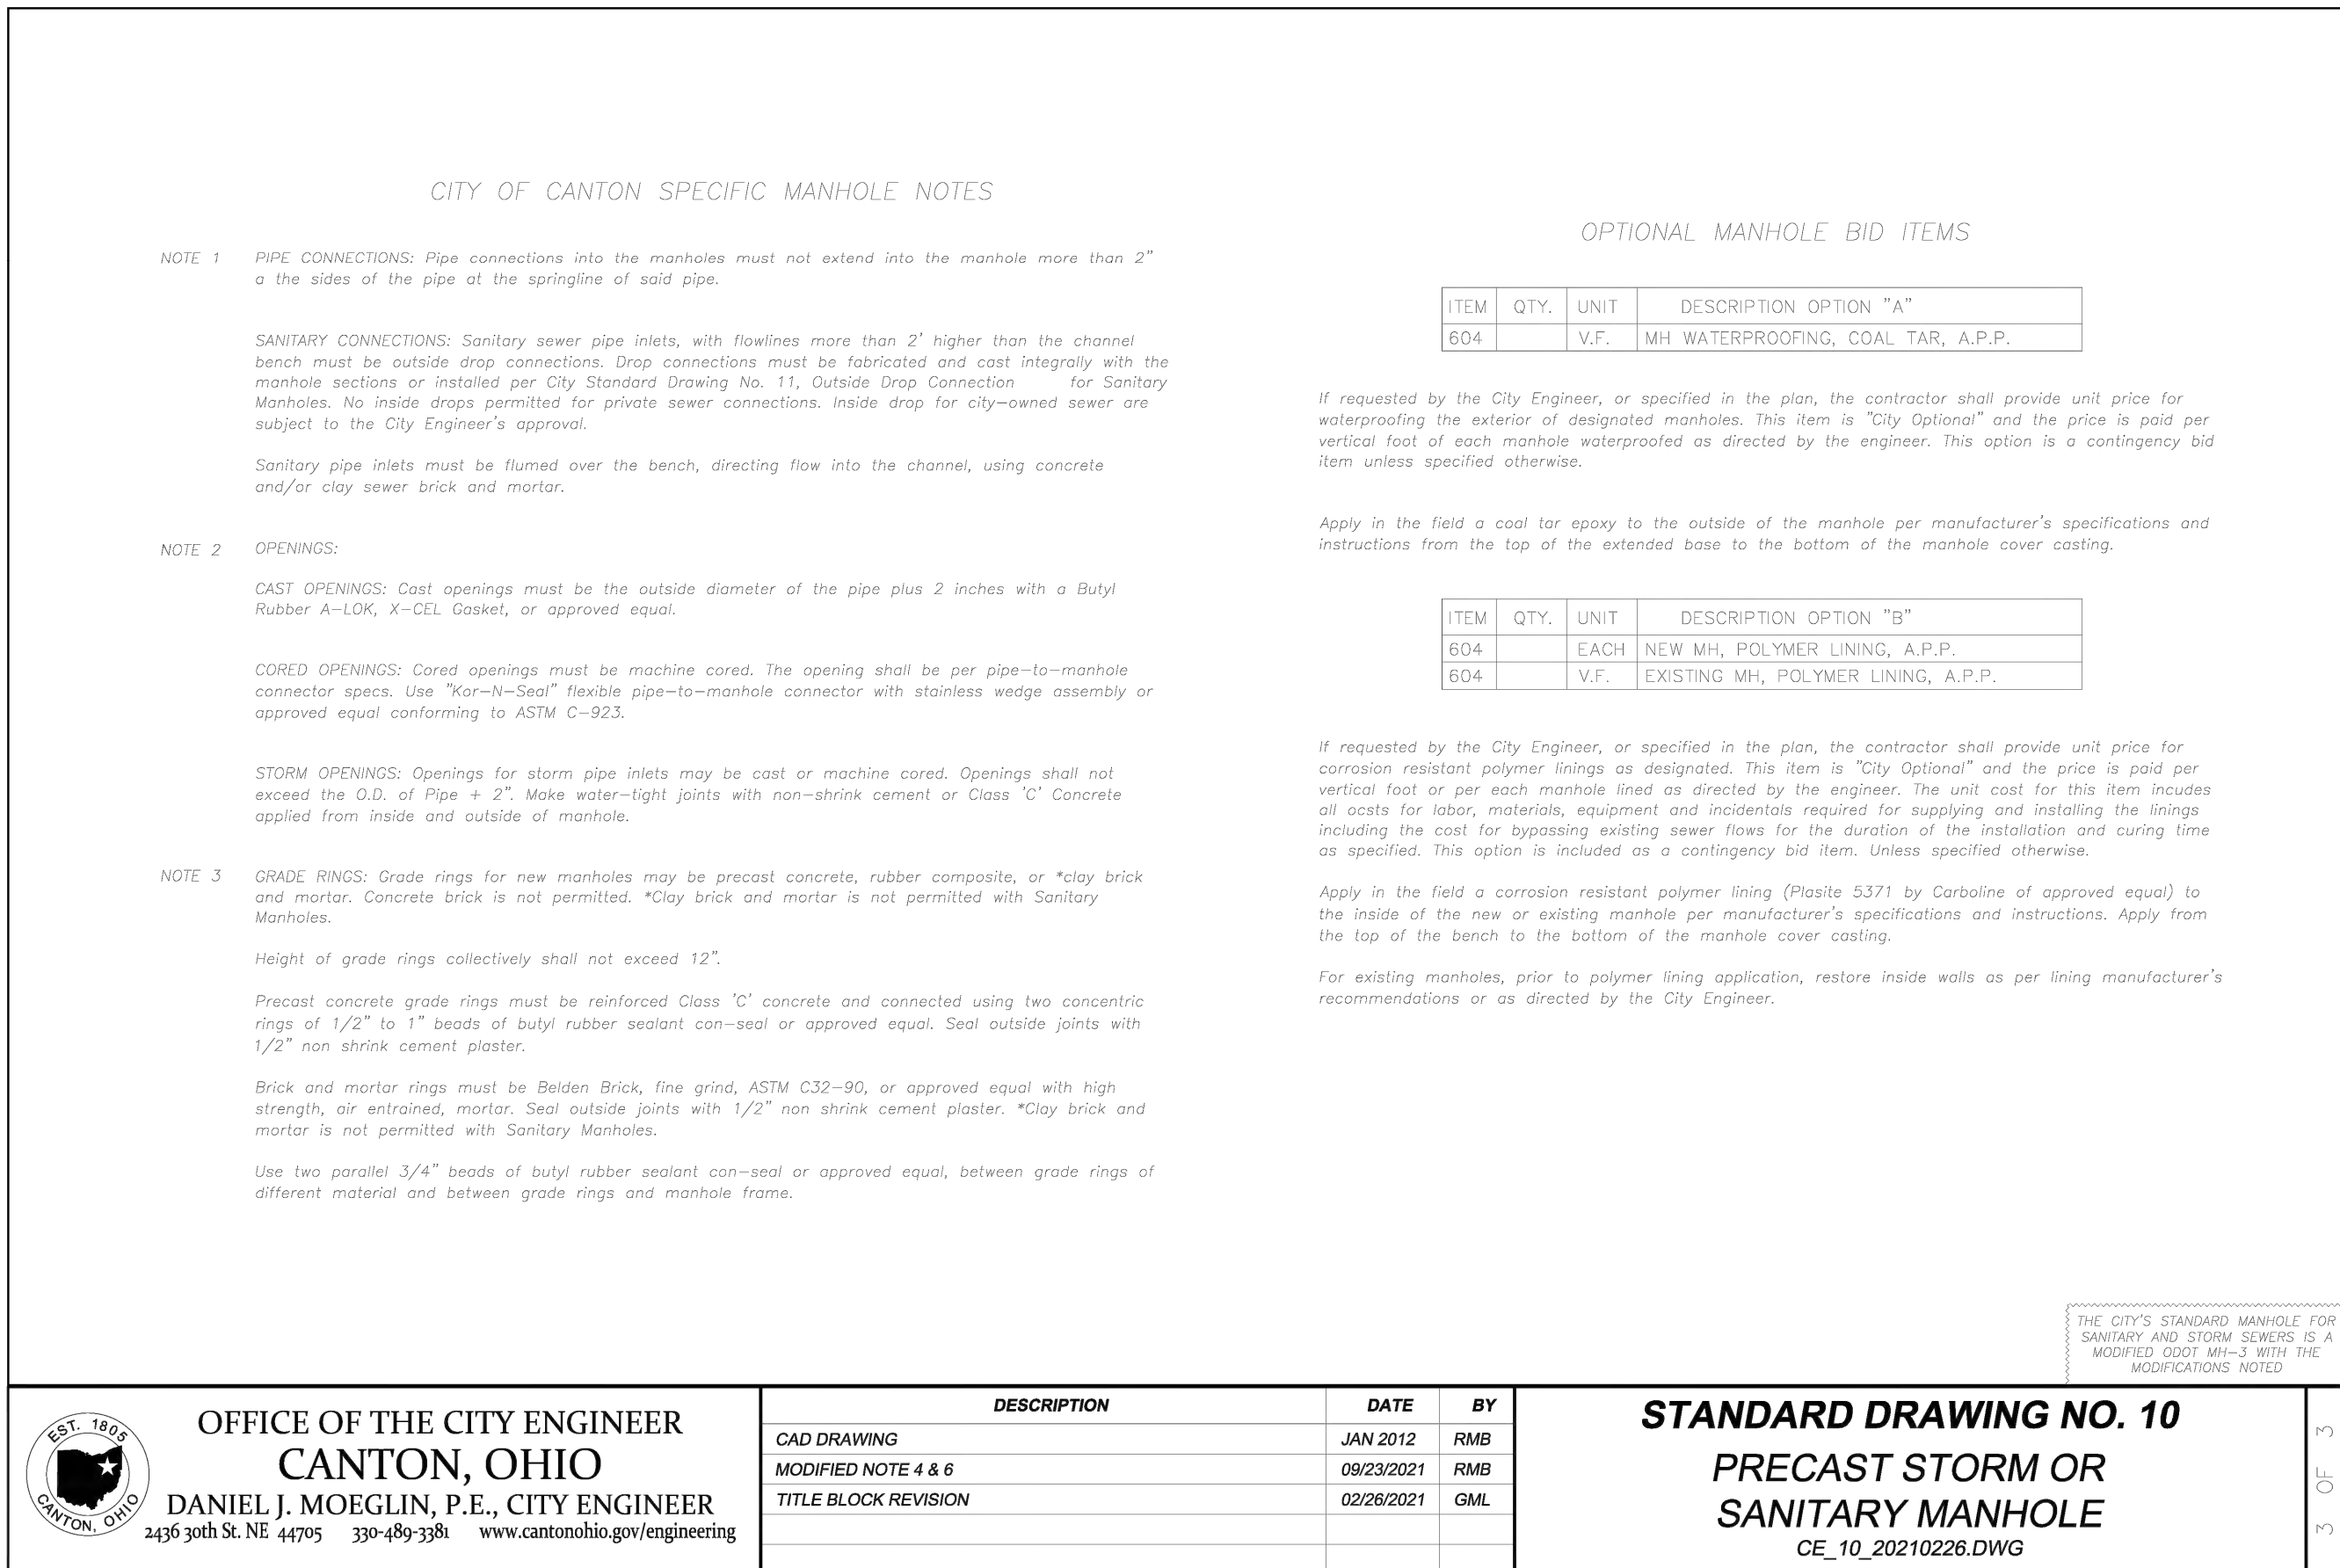 CITY OF CANTON SPECIFIC MANHOLE NOTES
NOTE 1 PIPE CONNECTIONS: Pipe connections into the manholes must not extend into the manhole more than 2"
a the sides of the pipe at the springline of said pipe.
SANITARY CONNECTIONS: Sanitary sewer pipe inlets, with flowlines more than 2' higher than the channel
bench must be outside drop connections. Drop connections must be fabricated and cast integrally with the
manhole sections or installed per City Standard Drawing No. 11, Outside Drop Connection for Sanitary
Manholes. No inside drops permitted for private sewer connections. Inside drop for city-owned sewer are
subject to the City Engineer's approval.
Sanitary pipe inlets must be flumed over the bench, directing flow into the channel, using concrete
and/or clay sewer brick and mortar.
NOTE 2 OPENINGS:
CAST OPENINGS: Cast openings must be the outside diameter of the pipe plus 2 inches with a Butyl
Rubber A-LOK, X-CEL Gasket, or approved equal.
CORED OPENINGS: Cored openings must be machine cored. The opening shall be per pipe-to-manhole
connector specs. Use "Kor-N-Seal" flexible pipe-to-manhole connector with stainless wedge assembly or
approved equal conforming to ASTM C-923.
STORM OPENINGS: Openings for storm pipe inlets may be cast or machine cored. Openings shall not
exceed the O.D. of Pipe + 2". Make water-tight joints with non-shrink cement or Class 'C' Concrete
applied from inside and outside of manhole.
NOTE 3 GRADE RINGS: Grade rings for new manholes may be precast concrete, rubber composite, or *clay brick
and mortar. Concrete brick is not permitted. *Clay brick and mortar is not permitted with Sanitary
Manholes.
Height of grade rings collectively shall not exceed 12".
Precast concrete grade rings must be reinforced Class 'C' concrete and connected using two concentric
rings of 1/2" to 1" beads of butyl rubber sealant con-seal or approved equal. Seal outside joints with
1/2" non shrink cement plaster.
Brick and mortar rings must be Belden Brick, fine grind, ASTM C32-90, or approved equal with high
strength, air entrained, mortar. Seal outside joints with 1/2" non shrink cement plaster. *Clay brick and
mortar is not permitted with Sanitary Manholes.
Use two parallel 3/4" beads of butyl rubber sealant con-seal or approved equal, between grade rings of
different material and between grade rings and manhole frame.
OPTIONAL MANHOLE BID ITEMS
ITEM QTY. UNIT DESCRIPTION OPTION "A"
604 V.F. MH WATERPROOFING, COAL TAR, A.P.P.
If requested by the City Engineer, or specified in the plan, the contractor shall provide unit price for
waterproofing the exterior of designated manholes. This item is "City Optional" and the price is paid per
vertical foot of each manhole waterproofed as directed by the engineer. This option is a contingency bid
item unless specified otherwise.
Apply in the field a coal tar epoxy to the outside of the manhole per manufacturer's specifications and
instructions from the top of the extended base to the bottom of the manhole cover casting.
ITEM QTY. UNIT DESCRIPTION OPTION "B"
604 EACH NEW MH, POLYMER LINING, A.P.P.
604 V.F. EXISTING MH, POLYMER LINING, A.P.P.
If requested by the City Engineer, or specified in the plan, the contractor shall provide unit price for
corrosion resistant polymer linings as designated. This item is "City Optional" and the price is paid per
vertical foot or per each manhole lined as directed by the engineer. The unit cost for this item incudes
all ocsts for labor, materials, equipment and incidentals required for supplying and installing the linings
including the cost for bypassing existing sewer flows for the duration of the installation and curing time
as specified. This option is included as a contingency bid item. Unless specified otherwise.
Apply in the field a corrosion resistant polymer lining (Plasite 5371 by Carboline of approved equal) to
the inside of the new or existing manhole per manufacturer's specifications and instructions. Apply from
the top of the bench to the bottom of the manhole cover casting.
For existing manholes, prior to polymer lining application, restore inside walls as per lining manufacturer's
recommendations or as directed by the City Engineer.
THE CITY'S STANDARD MANHOLE FOR
SANITARY AND STORM SEWERS IS A
MODIFIED ODOT MH-3 WITH THE
MODIFICATIONS NOTED
EST. 1805
CANTON, OHIO
OFFICE OF THE CITY ENGINEER
CANTON, OHIO
DANIEL J. MOEGLIN, P.E., CITY ENGINEER
2436 30th St. NE 44705 330-489-3381 www.cantonohio.gov/engineering
DESCRIPTION DATE BY
CAD DRAWING JAN 2012 RMB
MODIFIED NOTE 4 & 6 09/23/2021 RMB
TITLE BLOCK REVISION 02/26/2021 GML
STANDARD DRAWING NO. 10
PRECAST STORM OR
SANITARY MANHOLE
CE_10_20210226.DWG
3 OF 3